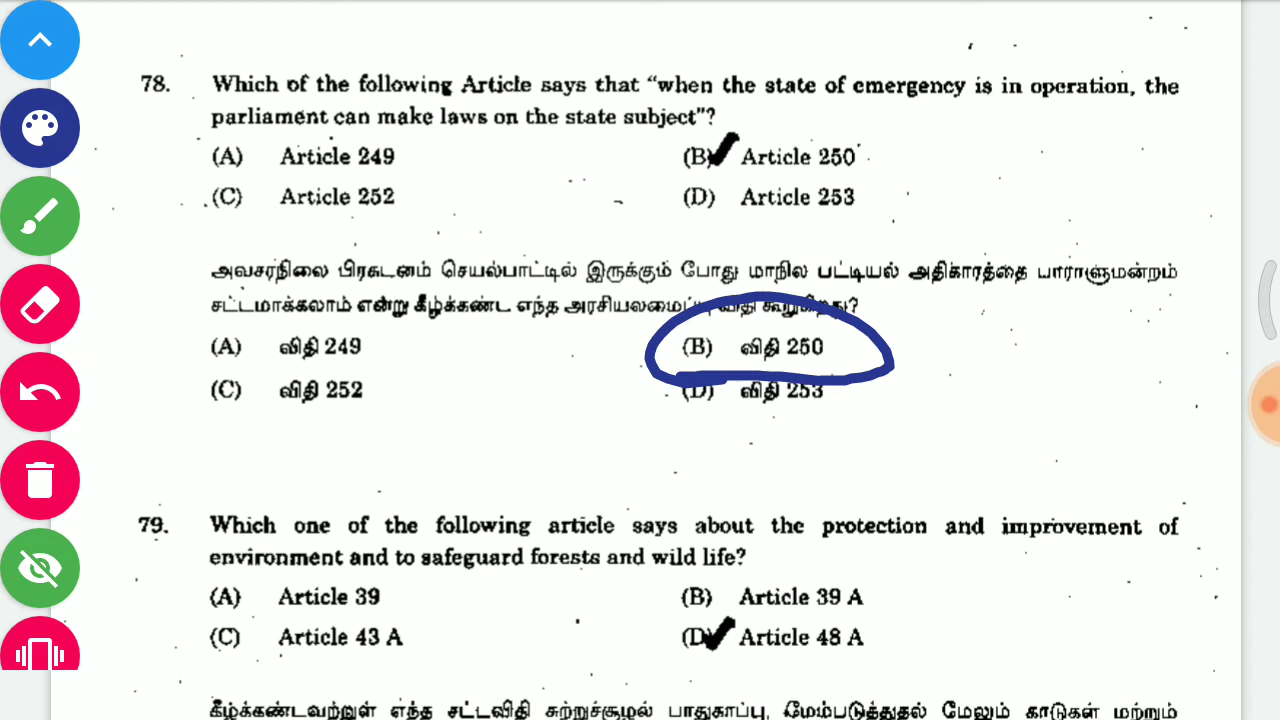 78. Which of the following Article says that “when the state of emergency is in operation, the
parliament can make laws on the state subject”?
(A) Article 249 (B) Article 250
(C) Article 252 (D) Article 253
அவசரநிலை பிரகடனம் செயல்பாட்டில் இருக்கும் போது மாநில பட்டியல் அதிகாரத்தை பாராளுமன்றம்
சட்டமாக்கலாம் என்று கீழ்க்கண்ட எந்த அரசியலமைப்பு விதி கூறுகிறது?
(A) விதி 249 (B) விதி 250
(C) விதி 252 (D) விதி 253
79. Which one of the following article says about the protection and improvement of
environment and to safeguard forests and wild life?
(A) Article 39 (B) Article 39 A
(C) Article 43 A (D) Article 48 A
கீழ்க்கண்டவற்றுள் எந்த சட்டவிதி சுற்றுச்சூழல் பாதுகாப்பு, மேம்படுத்துதல் மேலும் காடுகள் மற்றும்